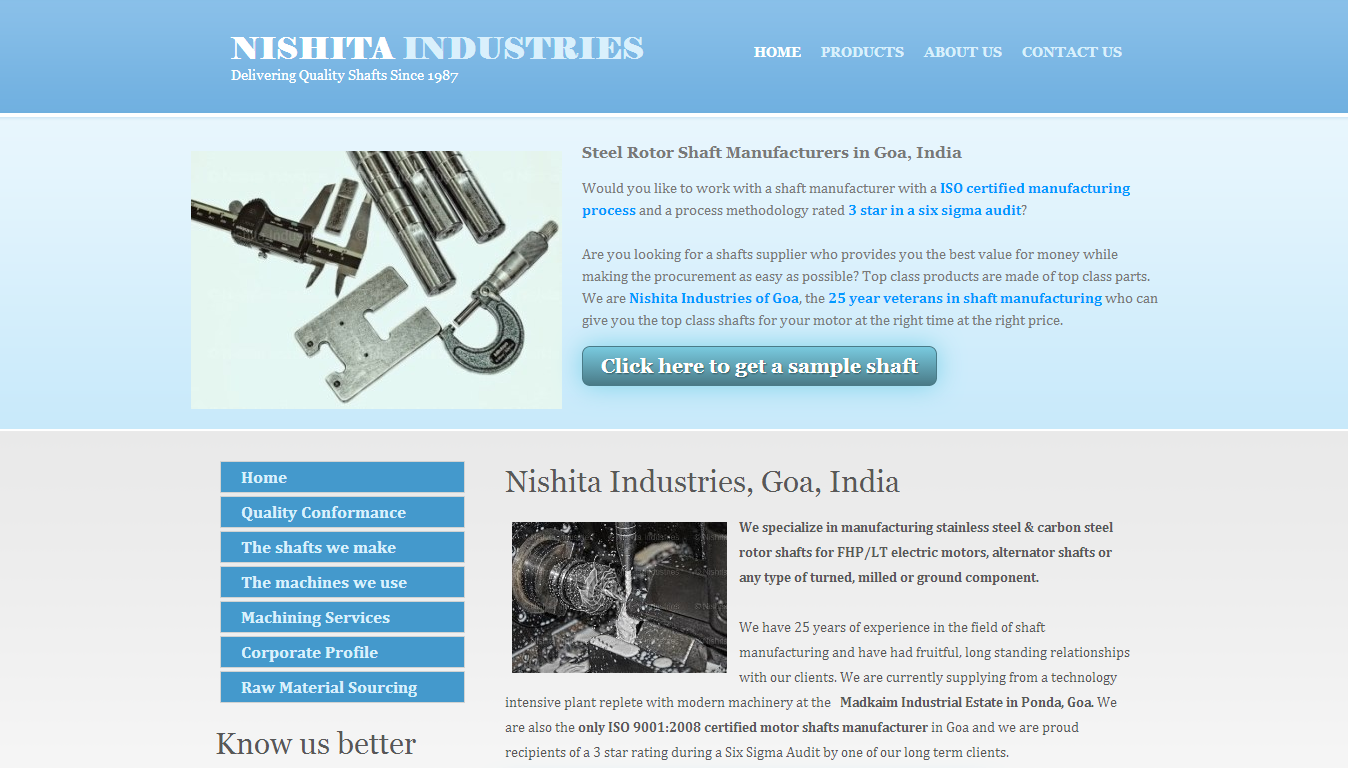 NISHITA INDUSTRIES
Delivering Quality Shafts Since 1987
HOME PRODUCTS ABOUT US CONTACT US
Steel Rotor Shaft Manufacturers in Goa, India
Would you like to work with a shaft manufacturer with a ISO certified manufacturing
process and a process methodology rated 3 star in a six sigma audit?
Are you looking for a shafts supplier who provides you the best value for money while
making the procurement as easy as possible? Top class products are made of top class parts.
We are Nishita Industries of Goa, the 25 year veterans in shaft manufacturing who can
give you the top class shafts for your motor at the right time at the right price.
Click here to get a sample shaft
Home
Quality Conformance
The shafts we make
The machines we use
Machining Services
Corporate Profile
Raw Material Sourcing
Know us better
Nishita Industries, Goa, India
We specialize in manufacturing stainless steel & carbon steel
rotor shafts for FHP/LT electric motors, alternator shafts or
any type of turned, milled or ground component.
We have 25 years of experience in the field of shaft
manufacturing and have had fruitful, long standing relationships
with our clients. We are currently supplying from a technology
intensive plant replete with modern machinery at the Madkaim Industrial Estate in Ponda, Goa. We
are also the only ISO 9001:2008 certified motor shafts manufacturer in Goa and we are proud
recipients of a 3 star rating during a Six Sigma Audit by one of our long term clients.